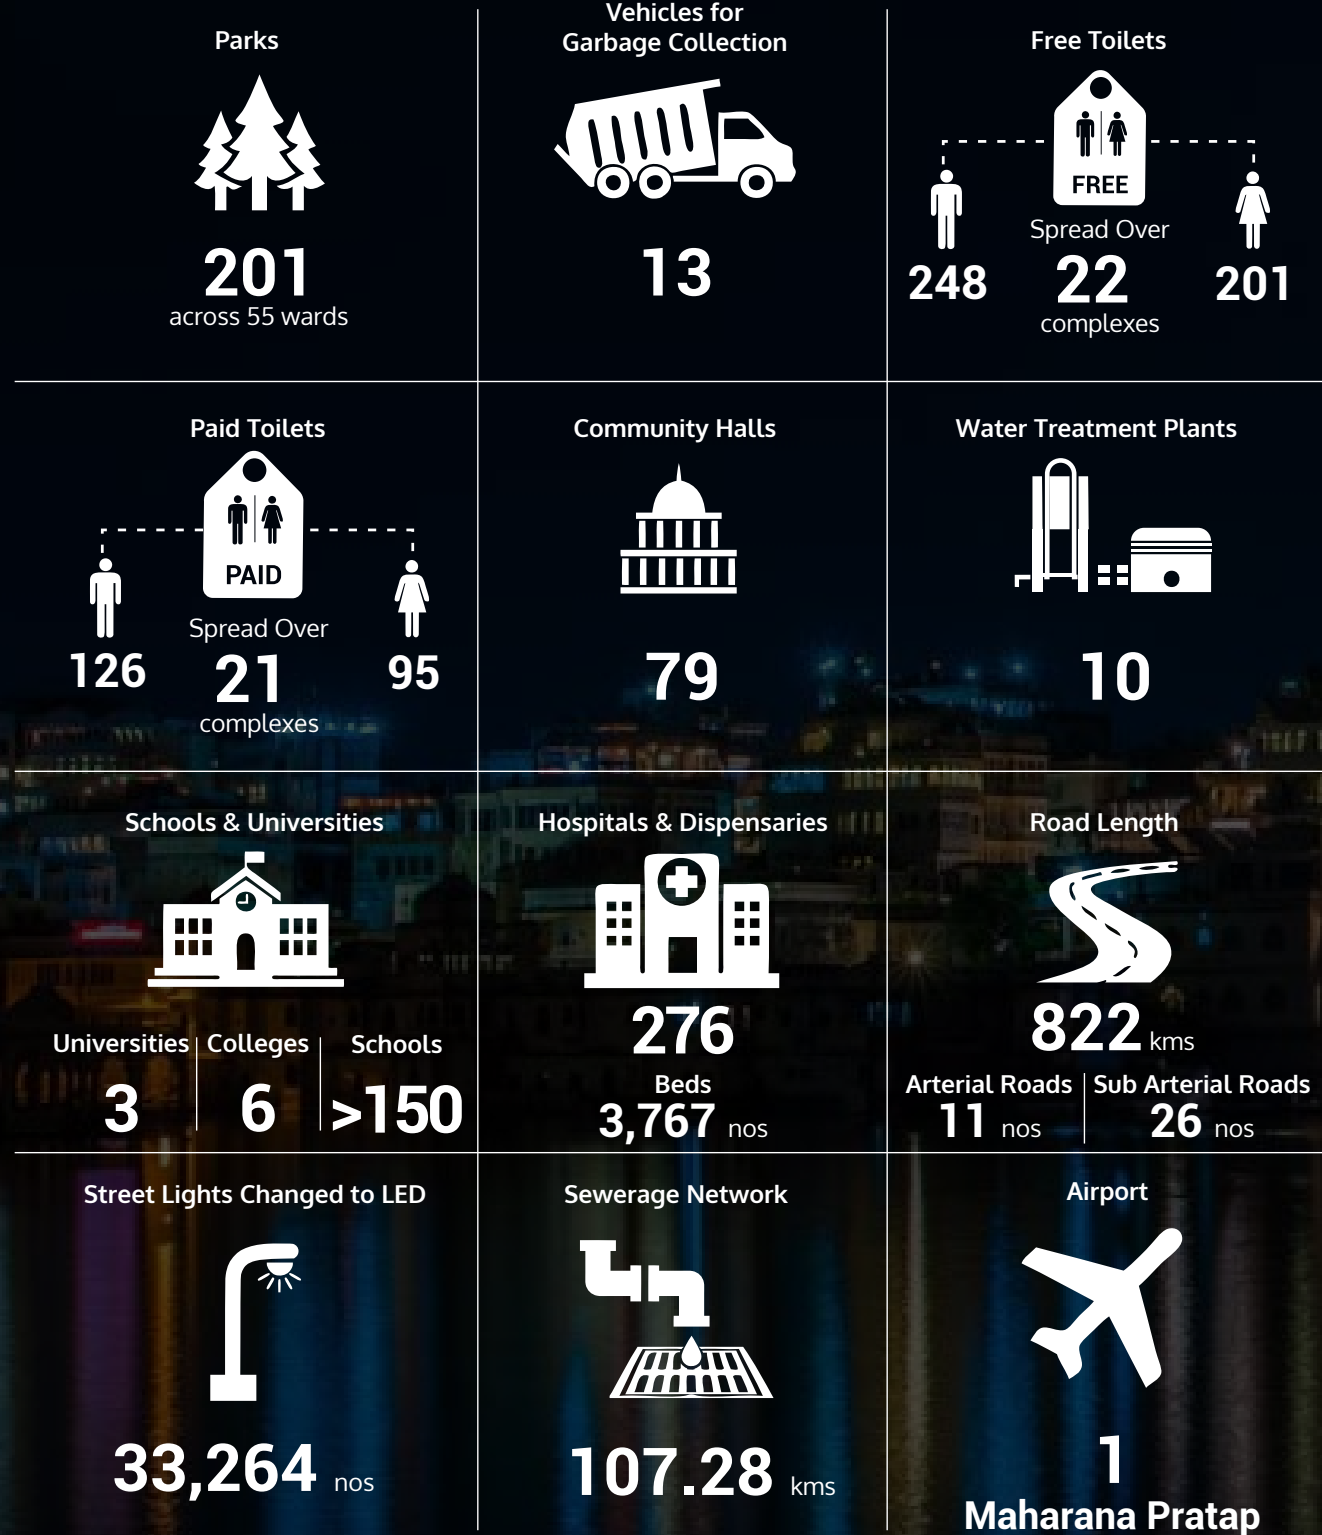 Parks
201
across 55 wards
Vehicles for
Garbage Collection
13
Free Toilets
FREE
Spread Over
248
22
201
complexes
Paid Toilets
PAID
Spread Over
126
21
95
complexes
Community Halls
79
Water Treatment Plants
10
Schools & Universities
Universities
Colleges
Schools
3
6
>150
Hospitals & Dispensaries
276
Beds
3,767 nos
Road Length
822 kms
Arterial Roads
Sub Arterial Roads
11 nos
26 nos
Street Lights Changed to LED
33,264 nos
Sewerage Network
107.28 kms
Airport
1
Maharana Pratap